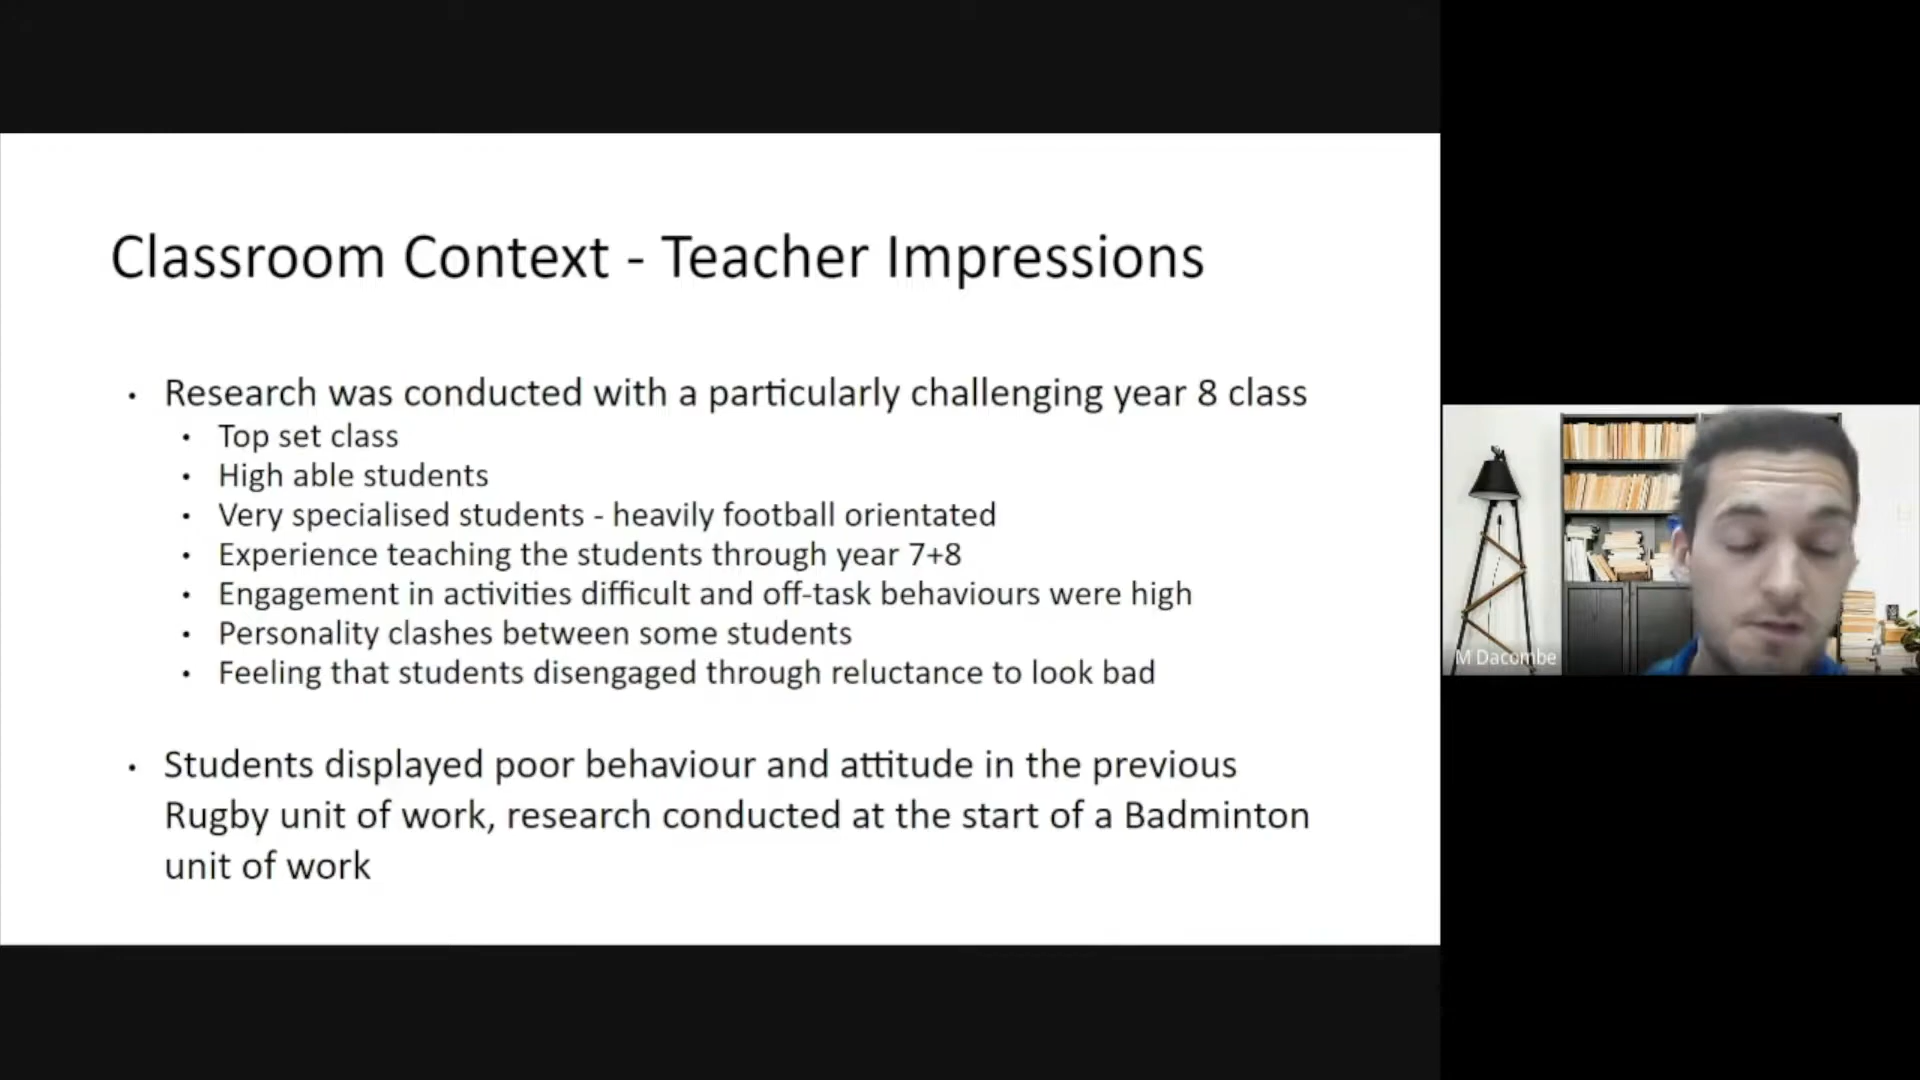 Classroom Context - Teacher Impressions
• Research was conducted with a particularly challenging year 8 class
• Top set class
• High able students
• Very specialised students - heavily football orientated
• Experience teaching the students through year 7+8
• Engagement in activities difficult and off-task behaviours were high
• Personality clashes between some students
• Feeling that students disengaged through reluctance to look bad
• Students displayed poor behaviour and attitude in the previous
Rugby unit of work, research conducted at the start of a Badminton
unit of work
M Dacombe